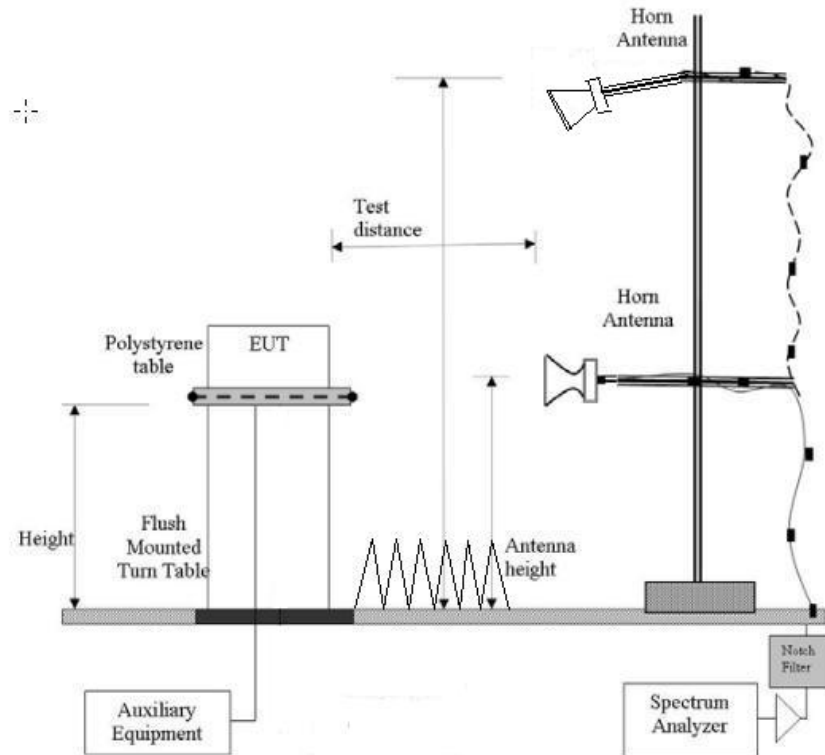 Horn
Antenna
Test
distance
Horn
Antenna
Polystyrene
table
EUT
Height
Flush
Mounted
Turn Table
Antenna
height
Notch
Filter
Auxiliary
Equipment
Spectrum
Analyzer